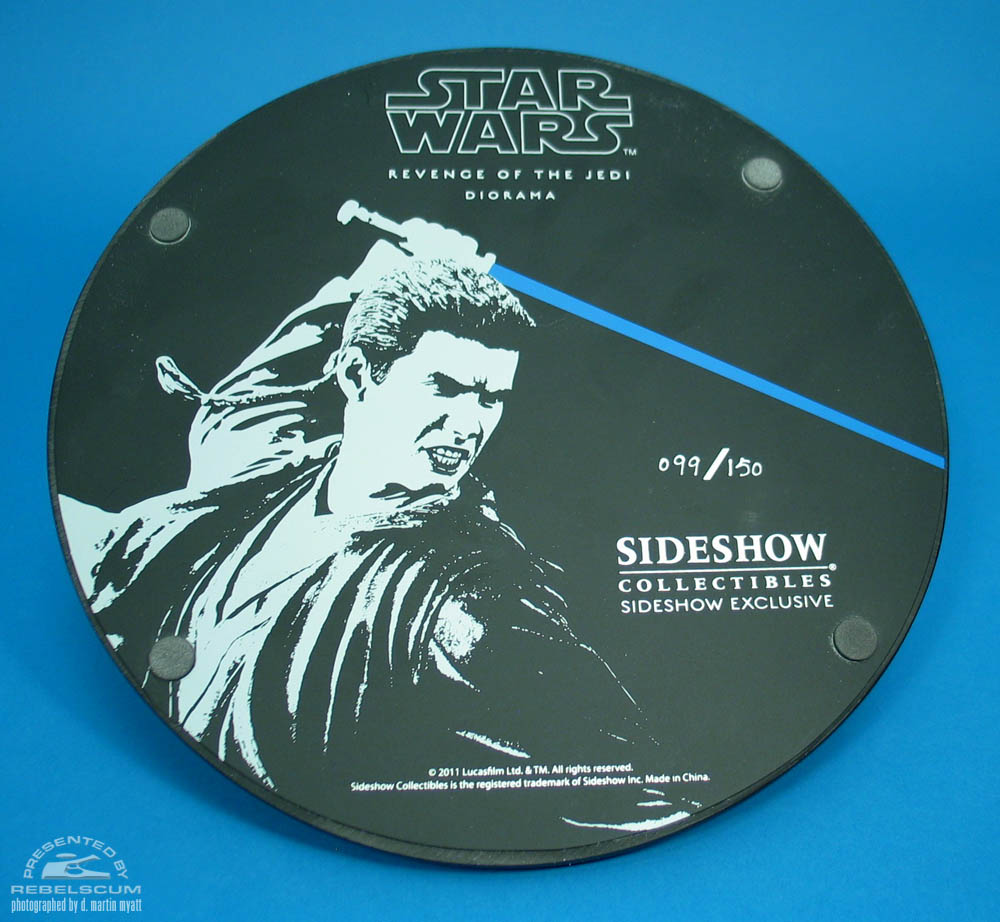 STAR
WARS™
REVENGE OF THE JEDI
DIORAMA
099/150
SIDESHOW®
COLLECTIBLES
SIDESHOW EXCLUSIVE
© 2011 Lucasfilm Ltd. & TM. All rights reserved.
Sideshow Collectibles is the registered trademark of Sideshow Inc. Made in China.
PRESENTED BY
REBELSCUM
photographed by d. martin myatt